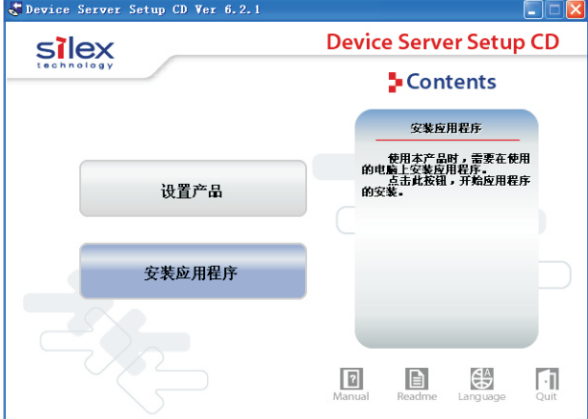 Device Server Setup CD Ver 6.2.1
silex
technology
Device Server Setup CD
Contents
设置产品
安装应用程序
安装应用程序
使用本产品时，需要在使用
的电脑上安装应用程序。
点击此按钮，开始应用程序
的安装。
Manual
Readme
Language
Quit